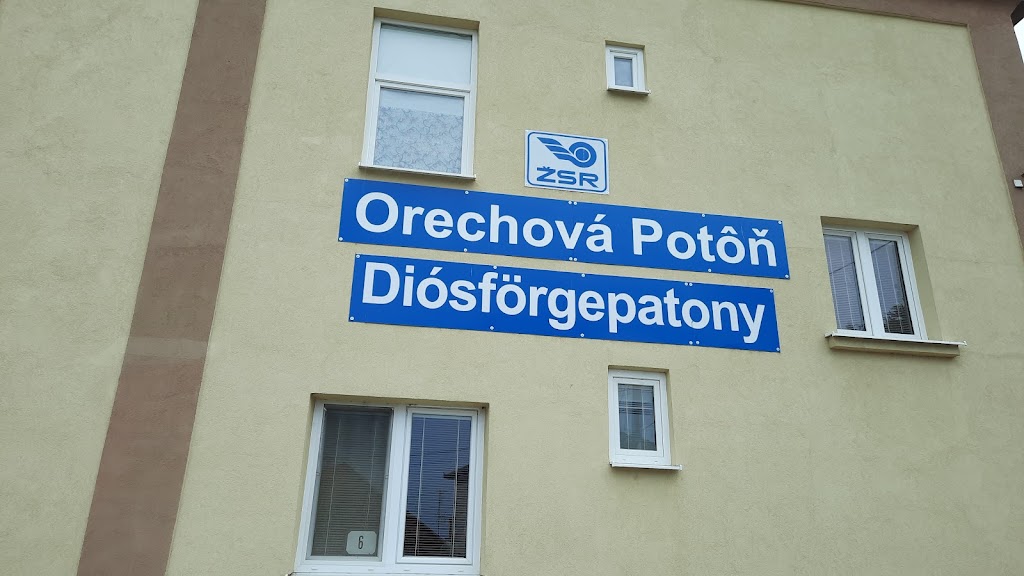 ŽSR
Orechová Potôň
Diósförgepatony
6